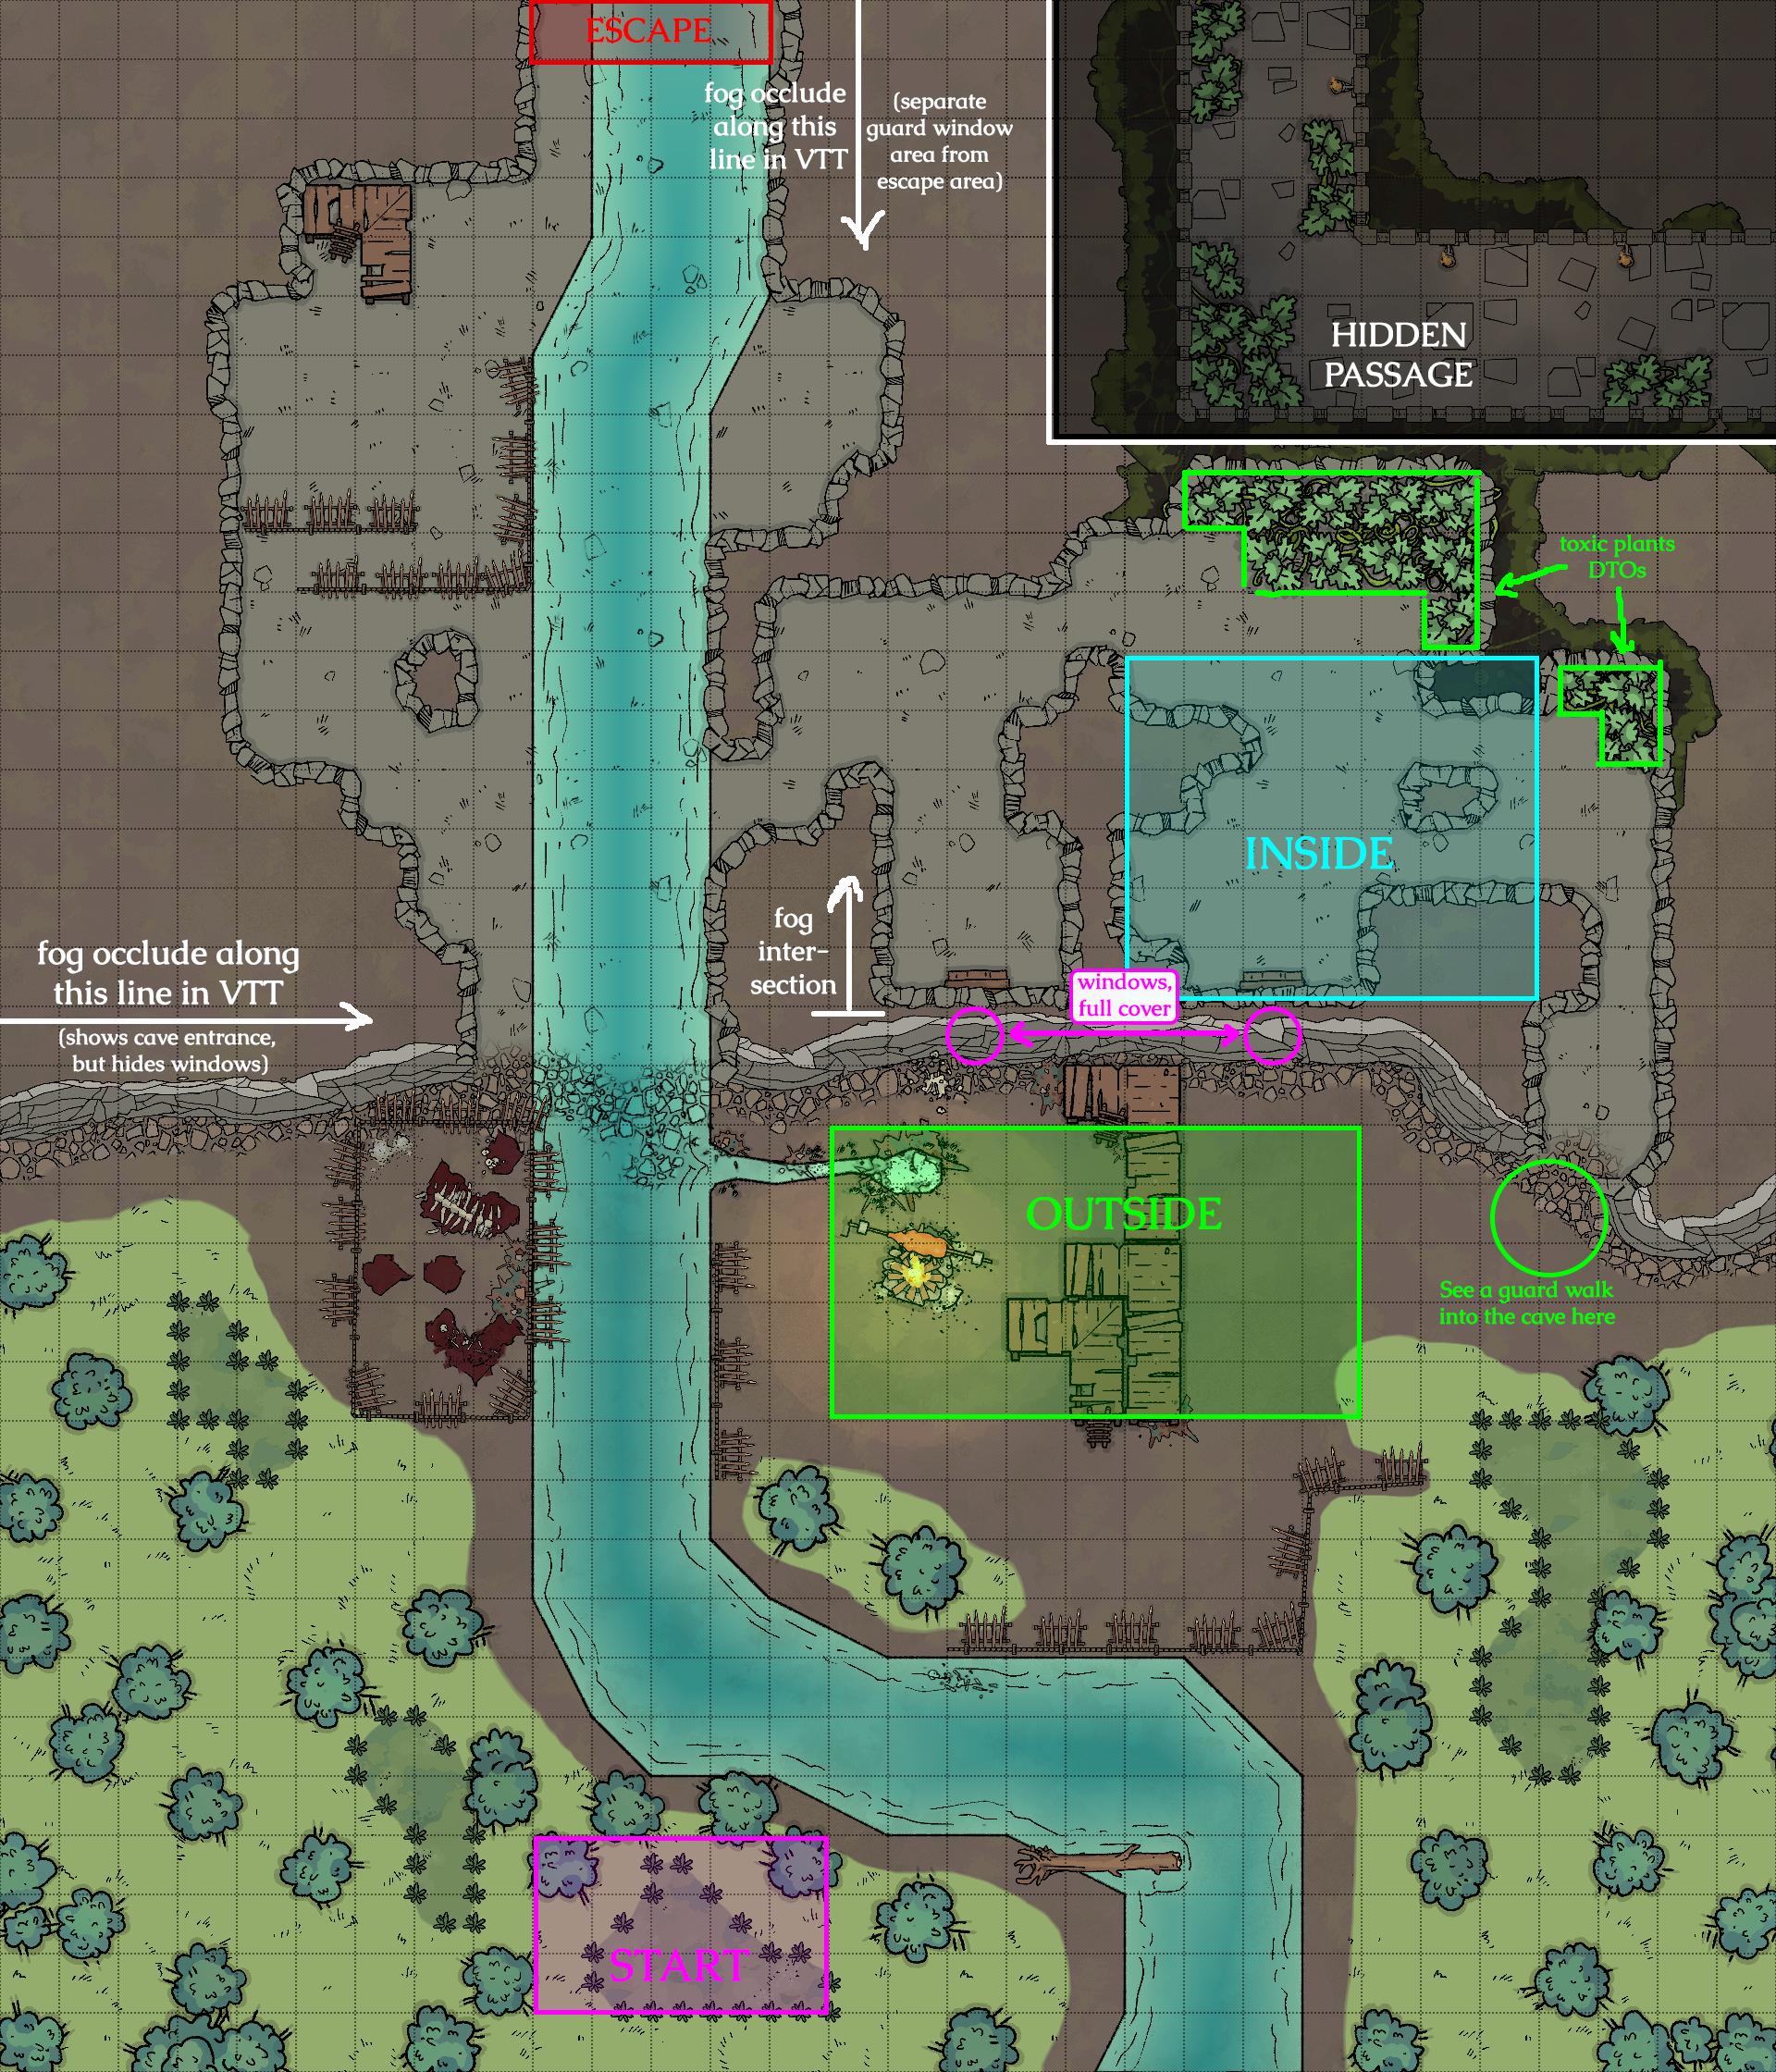 ESCAPE
fog occlude
along this
line in VTT
(separate
guard window
area from
escape area)
HIDDEN
PASSAGE
toxic plants
DTOs
INSIDE
fog
inter-
section
fog occlude along
this line in VTT
(shows cave entrance,
but hides windows)
windows,
full cover
OUTSIDE
See a guard walk
into the cave here
START